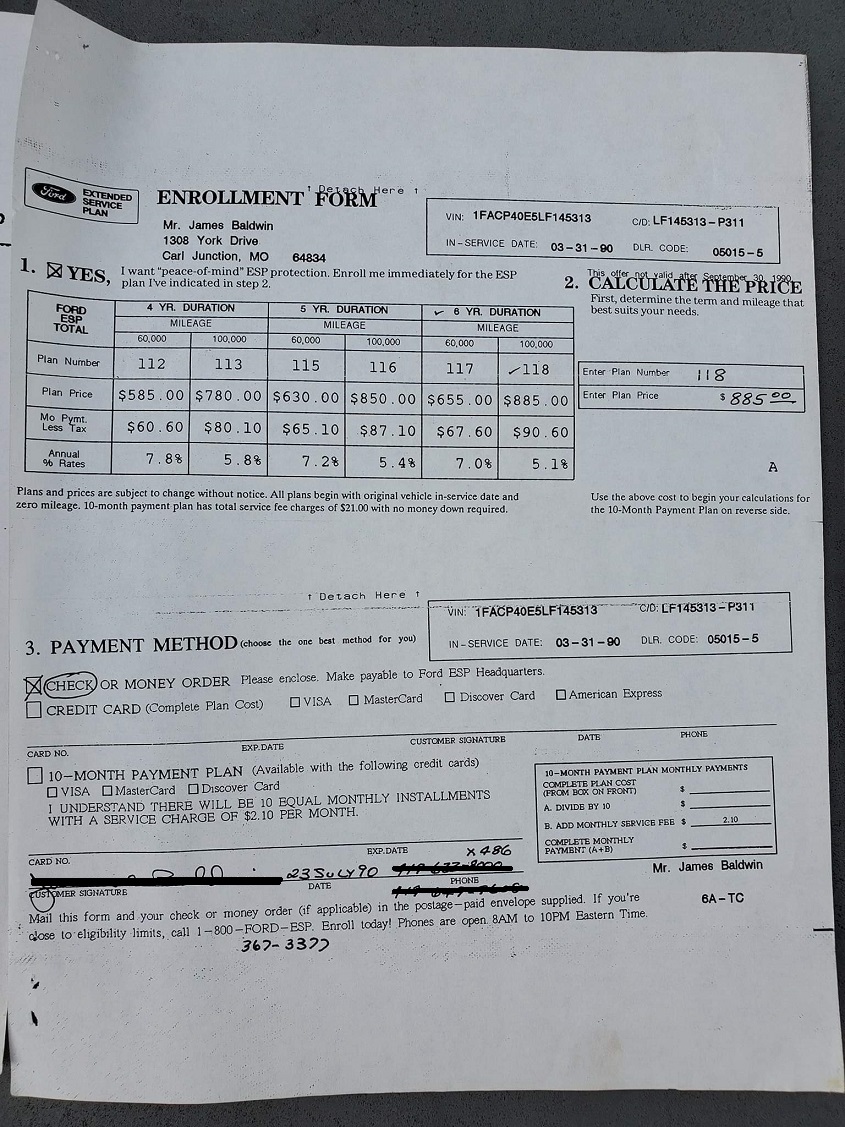 ↑ Detach Here ↑
Ford EXTENDED SERVICE PLAN
ENROLLMENT FORM
Mr. James Baldwin
1308 York Drive
Carl Junction, MO 64834
VIN: 1FACP40E5LF145313 C/D: LF145313-P311
IN-SERVICE DATE: 03-31-90 DLR. CODE: 05015-5
1. ☒ YES, I want "peace-of-mind" ESP protection. Enroll me immediately for the ESP
plan I've indicated in step 2.
This offer not valid after September 30, 1990
2. CALCULATE THE PRICE
First, determine the term and mileage that
best suits your needs.
FORD ESP TOTAL 4 YR. DURATION 5 YR. DURATION ✓ 6 YR. DURATION
MILEAGE MILEAGE MILEAGE
60,000 100,000 60,000 100,000 60,000 100,000
Plan Number 112 113 115 116 117 ✓118
Plan Price $585.00 $780.00 $630.00 $850.00 $655.00 $885.00
Mo Pymt. Less Tax $60.60 $80.10 $65.10 $87.10 $67.60 $90.60
Annual % Rates 7.8% 5.8% 7.2% 5.4% 7.0% 5.1%
Enter Plan Number 118
Enter Plan Price $ 885 00
A
Plans and prices are subject to change without notice. All plans begin with original vehicle in-service date and
zero mileage. 10-month payment plan has total service fee charges of $21.00 with no money down required.
Use the above cost to begin your calculations for
the 10-Month Payment Plan on reverse side.
↑ Detach Here ↑
VIN: 1FACP40E5LF145313 C/D: LF145313-P311
IN-SERVICE DATE: 03-31-90 DLR. CODE: 05015-5
3. PAYMENT METHOD (choose the one best method for you)
☒ CHECK OR MONEY ORDER Please enclose. Make payable to Ford ESP Headquarters.
☐ CREDIT CARD (Complete Plan Cost) ☐ VISA ☐ MasterCard ☐ Discover Card ☐ American Express
CARD NO. EXP.DATE CUSTOMER SIGNATURE DATE PHONE
☐ 10-MONTH PAYMENT PLAN (Available with the following credit cards)
☐ VISA ☐ MasterCard ☐ Discover Card
I UNDERSTAND THERE WILL BE 10 EQUAL MONTHLY INSTALLMENTS
WITH A SERVICE CHARGE OF $2.10 PER MONTH.
10-MONTH PAYMENT PLAN MONTHLY PAYMENTS
COMPLETE PLAN COST
(FROM BOX ON FRONT) $
A. DIVIDE BY 10 $
B. ADD MONTHLY SERVICE FEE $ 2.10
COMPLETE MONTHLY
PAYMENT (A+B) $
CARD NO. EXP.DATE X486
23 JULY 90
CUSTOMER SIGNATURE DATE PHONE
Mr. James Baldwin
6A-TC
Mail this form and your check or money order (if applicable) in the postage-paid envelope supplied. If you're
close to eligibility limits, call 1-800-FORD-ESP. Enroll today! Phones are open 8AM to 10PM Eastern Time.
367-3377